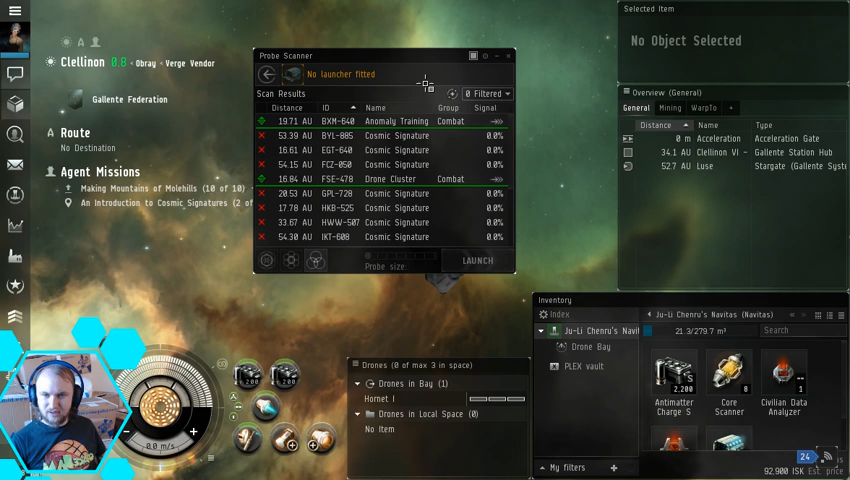 Clellinon 0.8 ‹ Obray ‹ Verge Vendor
Gallente Federation
Route
No Destination
Agent Missions
Making Mountains of Molehills (10 of 10)
An Introduction to Cosmic Signatures (2 of
Probe Scanner
No launcher fitted
Scan Results
0 Filtered
Distance ID Name Group Signal
19.71 AU BXM-640 Anomaly Training Combat
53.39 AU BYL-885 Cosmic Signature 0.0%
16.61 AU EGT-640 Cosmic Signature 0.0%
54.15 AU FCZ-050 Cosmic Signature 0.0%
16.84 AU FSE-478 Drone Cluster Combat
20.53 AU GPL-728 Cosmic Signature 0.0%
17.78 AU HKB-525 Cosmic Signature 0.0%
33.67 AU HWW-507 Cosmic Signature 0.0%
54.30 AU IKT-608 Cosmic Signature 0.0%
Probe size:
LAUNCH
Selected Item
No Object Selected
Overview (General)
General Mining WarpTo +
Distance Name Type
0 m Acceleration Acceleration Gate
34.1 AU Clellinon VI - Gallente Station Hub
52.7 AU Luse Stargate (Gallente Syst
Inventory
Index
Ju-Li Chenru's Navit
Drone Bay
PLEX vault
Ju-Li Chenru's Navitas (Navitas)
21.3/279.7 m³
Search
2,200
8
1
Antimatter Charge S
Core Scanner
Civilian Data Analyzer
My filters +
24
92,900 ISK Est. price
Drones (0 of max 3 in space)
Drones in Bay (1)
Hornet I
Drones in Local Space (0)
No Item
200
200
0.0 m/s